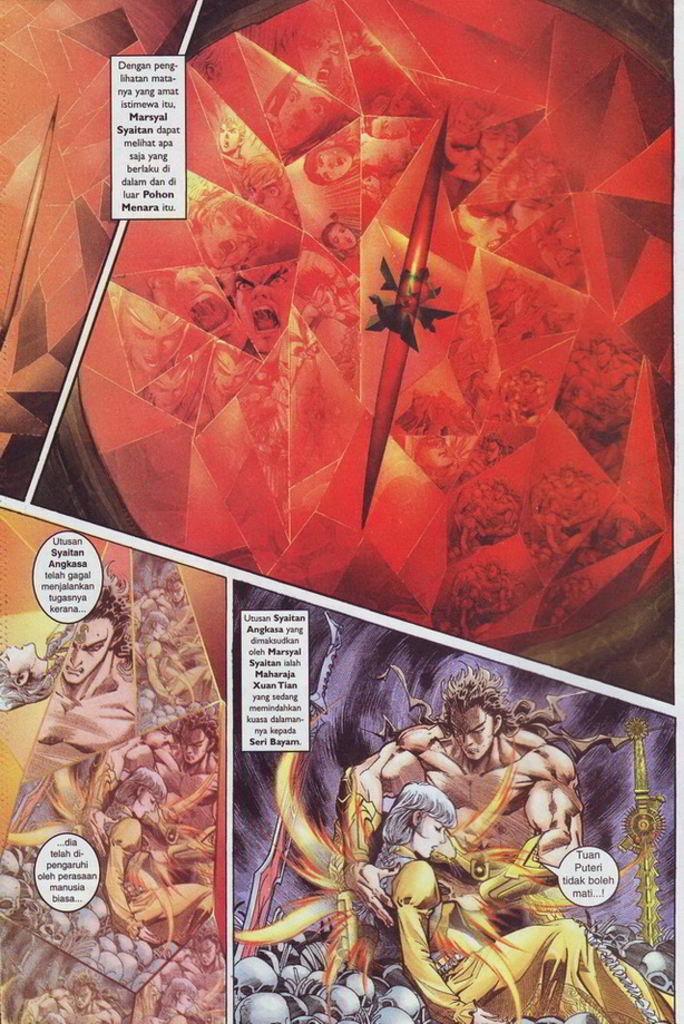 Dengan peng-
lihatan mata-
nya yang amat
istimewa itu,
Marsyal
Syaitan dapat
melihat apa
saja yang
berlaku di
dalam dan di
luar Pohon
Menara itu.
Utusan
Syaitan
Angkasa
telah gagal
menjalankan
tugasnya
kerana...
...dia
telah di-
pengaruhi
oleh perasaan
manusia
biasa...
Utusan Syaitan
Angkasa yang
dimaksudkan
oleh Marsyal
Syaitan ialah
Maharaja
Xuan Tian
yang sedang
memindahkan
kuasa dalaman-
nya kepada
Seri Bayam.
Tuan
Puteri
tidak boleh
mati...!